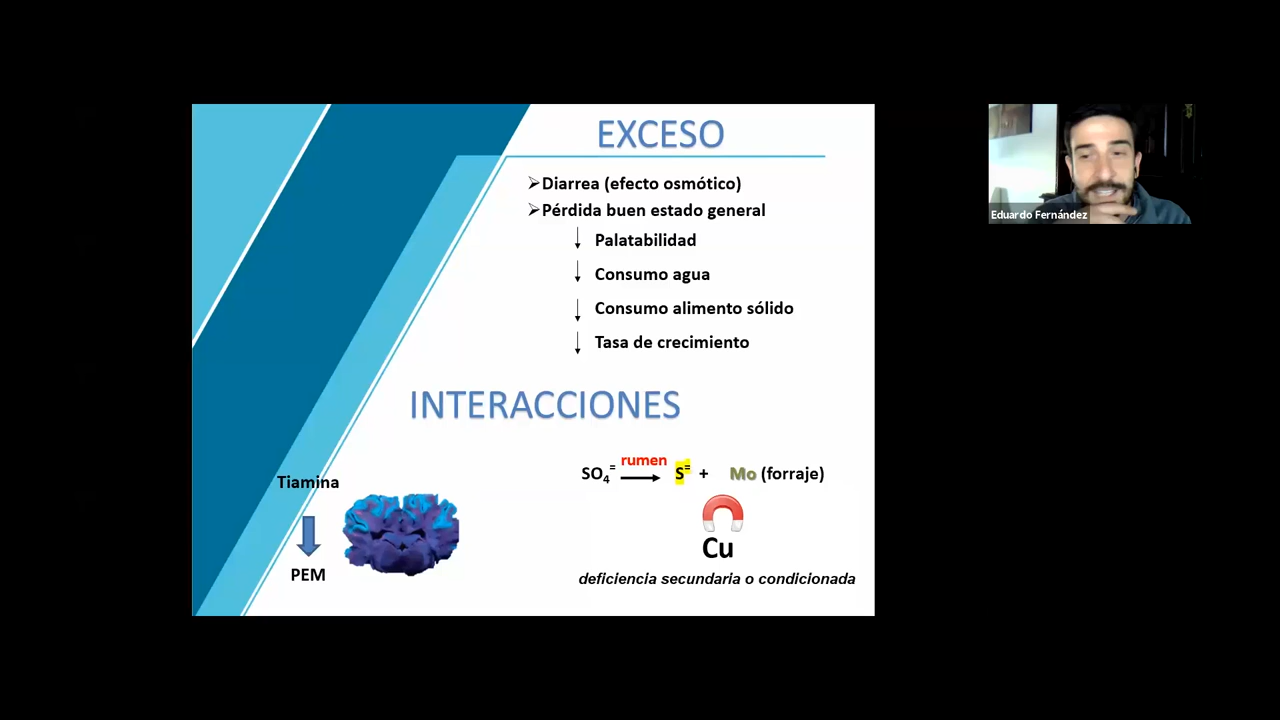 EXCESO
➢Diarrea (efecto osmótico)
➢Pérdida buen estado general
↓ Palatabilidad
↓ Consumo agua
↓ Consumo alimento sólido
↓ Tasa de crecimiento
INTERACCIONES
rumen
SO₄⁼ → S⁼ + Mo (forraje)
Cu
deficiencia secundaria o condicionada
Tiamina
PEM
Eduardo Fernández